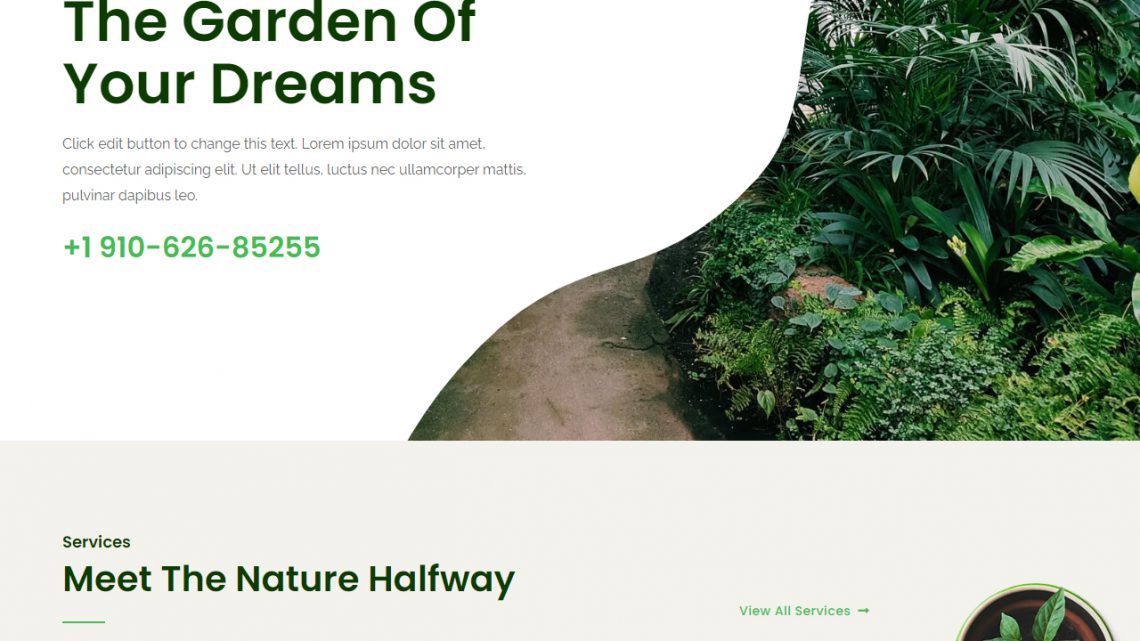 The Garden Of
Your Dreams
Click edit button to change this text. Lorem ipsum dolor sit amet,
consectetur adipiscing elit. Ut elit tellus, luctus nec ullamcorper mattis,
pulvinar dapibus leo.
+1 910-626-85255
Services
Meet The Nature Halfway
View All Services